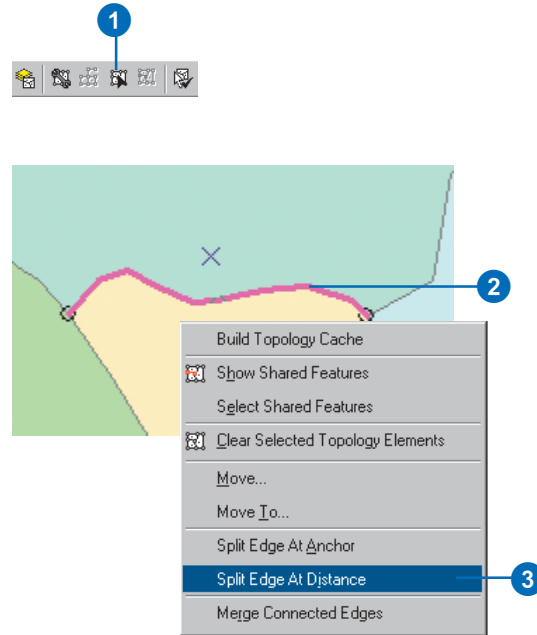 1
2
Build Topology Cache
Show Shared Features
Select Shared Features
Clear Selected Topology Elements
Move...
Move To...
Split Edge At Anchor
Split Edge At Distance
3
Merge Connected Edges